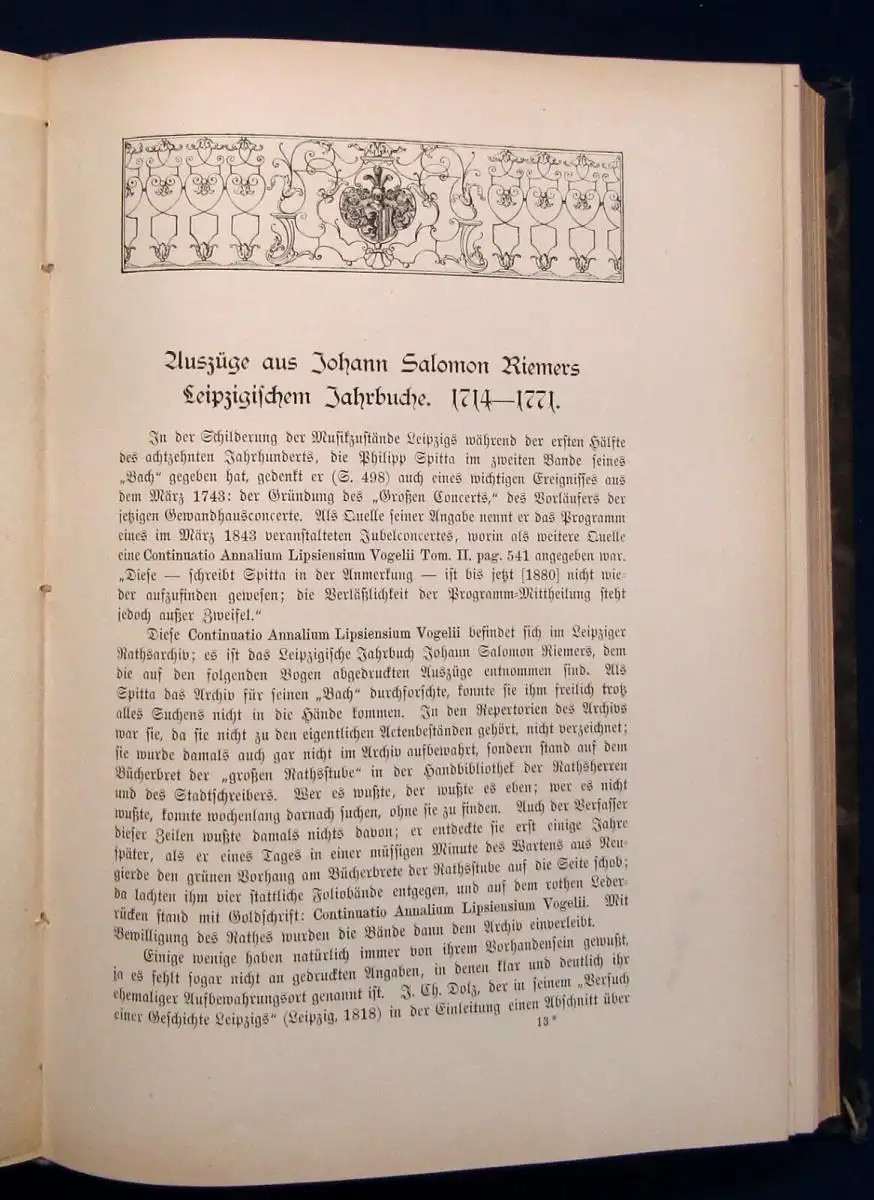 Auszüge aus Johann Salomon Riemers
Leipzigischem Jahrbuche. 1714—1771.
In der Schilderung der Musikzustände Leipzigs während der ersten Hälfte
des achtzehnten Jahrhunderts, die Philipp Spitta im zweiten Bande seines
„Bach“ gegeben hat, gedenkt er (S. 498) auch eines wichtigen Ereignisses aus
dem März 1743: der Gründung des „Großen Concerts,“ des Vorläufers der
jetzigen Gewandhausconcerte. Als Quelle seiner Angabe nennt er das Programm
eines im März 1843 veranstalteten Jubelconcertes, worin als weitere Quelle
eine Continuatio Annalium Lipsiensium Vogelii Tom. II. pag. 541 angegeben war.
„Diese — schreibt Spitta in der Anmerkung — ist bis jetzt [1880] nicht wie-
der aufzufinden gewesen; die Verläßlichkeit der Programm-Mittheilung steht
jedoch außer Zweifel.“
Diese Continuatio Annalium Lipsiensium Vogelii befindet sich im Leipziger
Rathsarchiv; es ist das Leipzigische Jahrbuch Johann Salomon Riemers, dem
die auf den folgenden Bogen abgedruckten Auszüge entnommen sind. Als
Spitta das Archiv für seinen „Bach“ durchforschte, konnte sie ihm freilich trotz
alles Suchens nicht in die Hände kommen. In den Repertorien des Archivs
war sie, da sie nicht zu den eigentlichen Actenbeständen gehört, nicht verzeichnet;
sie wurde damals auch gar nicht im Archiv aufbewahrt, sondern stand auf dem
Bücherbret der „großen Rathsstube“ in der Handbibliothek der Rathsherren
und des Stadtschreibers. Wer es wußte, der wußte es eben; wer es nicht
wußte, konnte wochenlang darnach suchen, ohne sie zu finden. Auch der Verfasser
dieser Zeilen wußte damals nichts davon; er entdeckte sie erst einige Jahre
später, als er eines Tages in einer müssigen Minute des Wartens aus Neu-
gierde den grünen Vorhang am Bücherbrete der Rathsstube auf die Seite schob;
da lachten ihm vier stattliche Foliobände entgegen, und auf dem rothen Leder-
rücken stand mit Goldschrift: Continuatio Annalium Lipsiensium Vogelii. Mit
Bewilligung des Rathes wurden die Bände dann dem Archiv einverleibt.
Einige wenige haben natürlich immer von ihrem Vorhandensein gewußt,
ja es fehlt sogar nicht an gedruckten Angaben, in denen klar und deutlich ihr
ehemaliger Aufbewahrungsort genannt ist. J. Ch. Dolz, der in seinem „Versuch
einer Geschichte Leipzigs“ (Leipzig, 1818) in der Einleitung einen Abschnitt über
13*